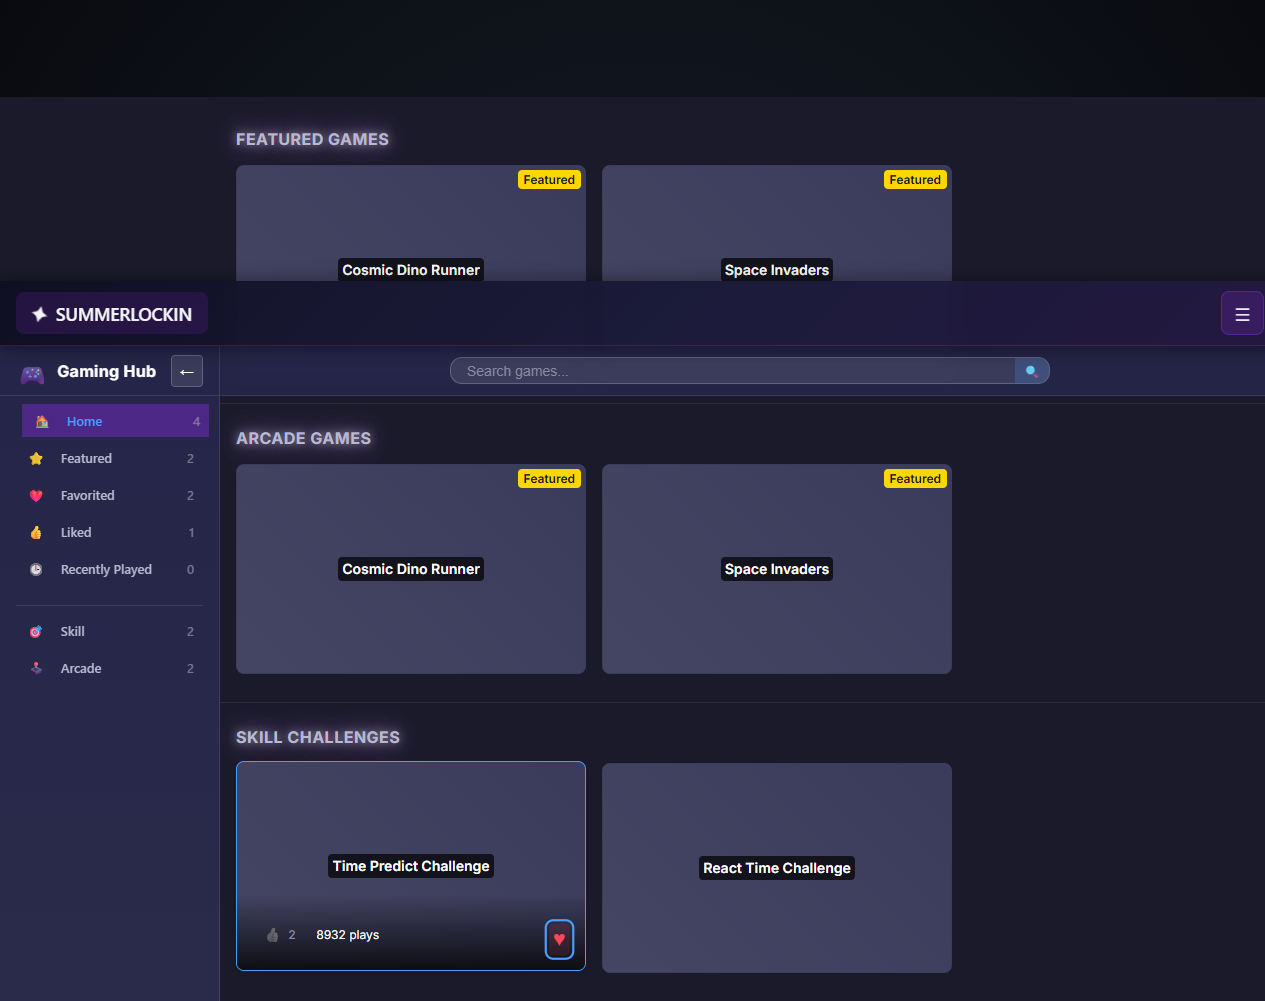 FEATURED GAMES
Featured
Featured
Cosmic Dino Runner
Space Invaders
SUMMERLOCKIN
Gaming Hub
Search games...
Home 4
Featured 2
Favorited 2
Liked 1
Recently Played 0
Skill 2
Arcade 2
ARCADE GAMES
Featured
Featured
Cosmic Dino Runner
Space Invaders
SKILL CHALLENGES
Time Predict Challenge
React Time Challenge
2 8932 plays